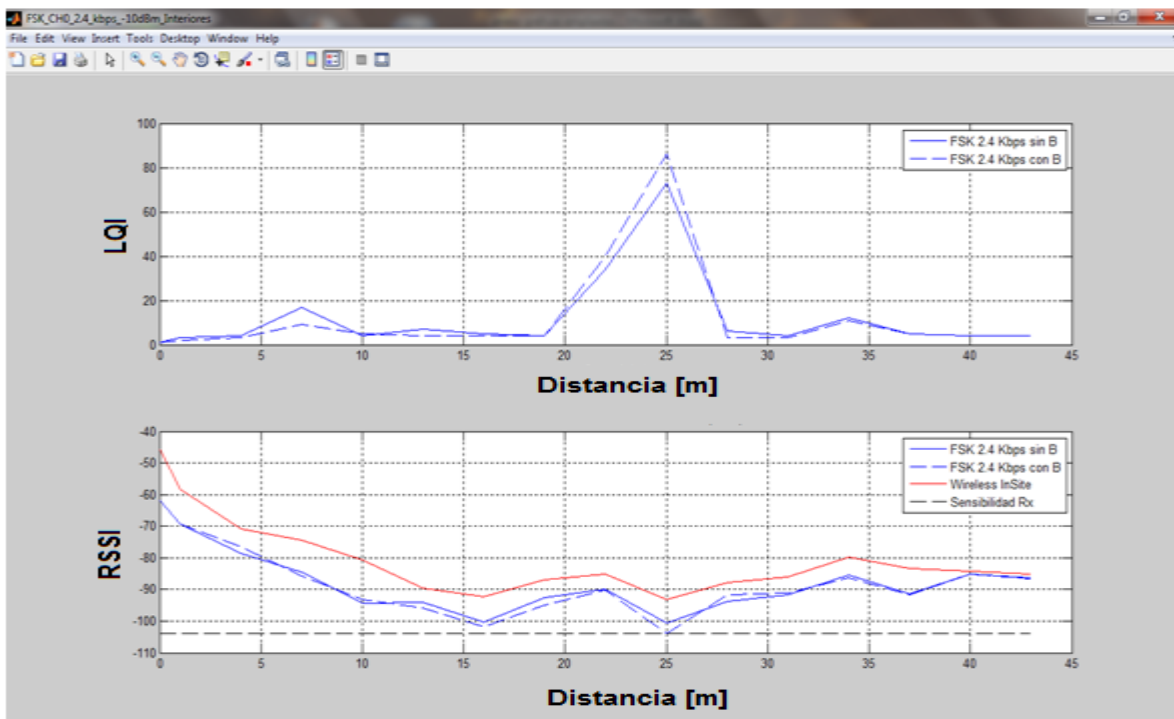 FSK_CH0_2.4_kbps_-10dBm_Interiores
File Edit View Insert Tools Desktop Window Help
100
80
60
40
20
0
LQI
FSK 2.4 Kbps sin B
FSK 2.4 Kbps con B
0 5 10 15 20 25 30 35 40 45
Distancia [m]
-40
-50
-60
-70
-80
-90
-100
-110
RSSI
FSK 2.4 Kbps sin B
FSK 2.4 Kbps con B
Wireless InSite
Sensibilidad Rx
0 5 10 15 20 25 30 35 40 45
Distancia [m]